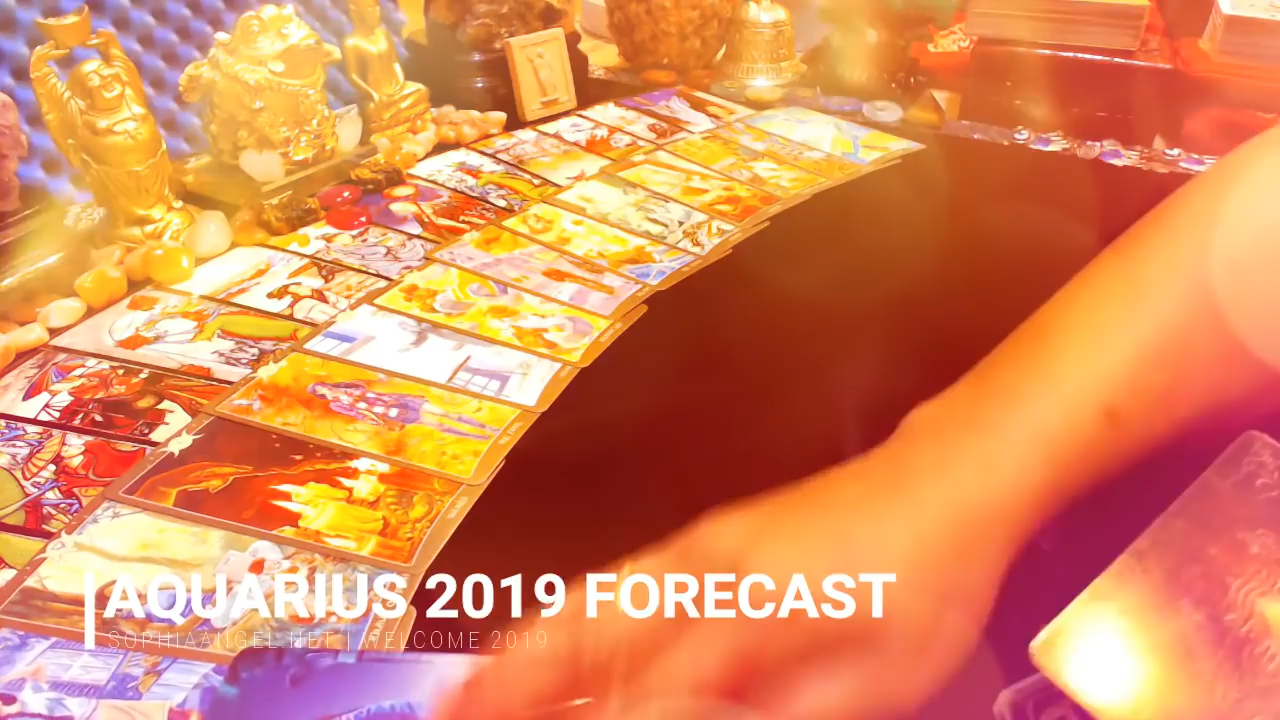 AQUARIUS 2019 FORECAST
SOPHIAANGEL.NET | WELCOME 2019